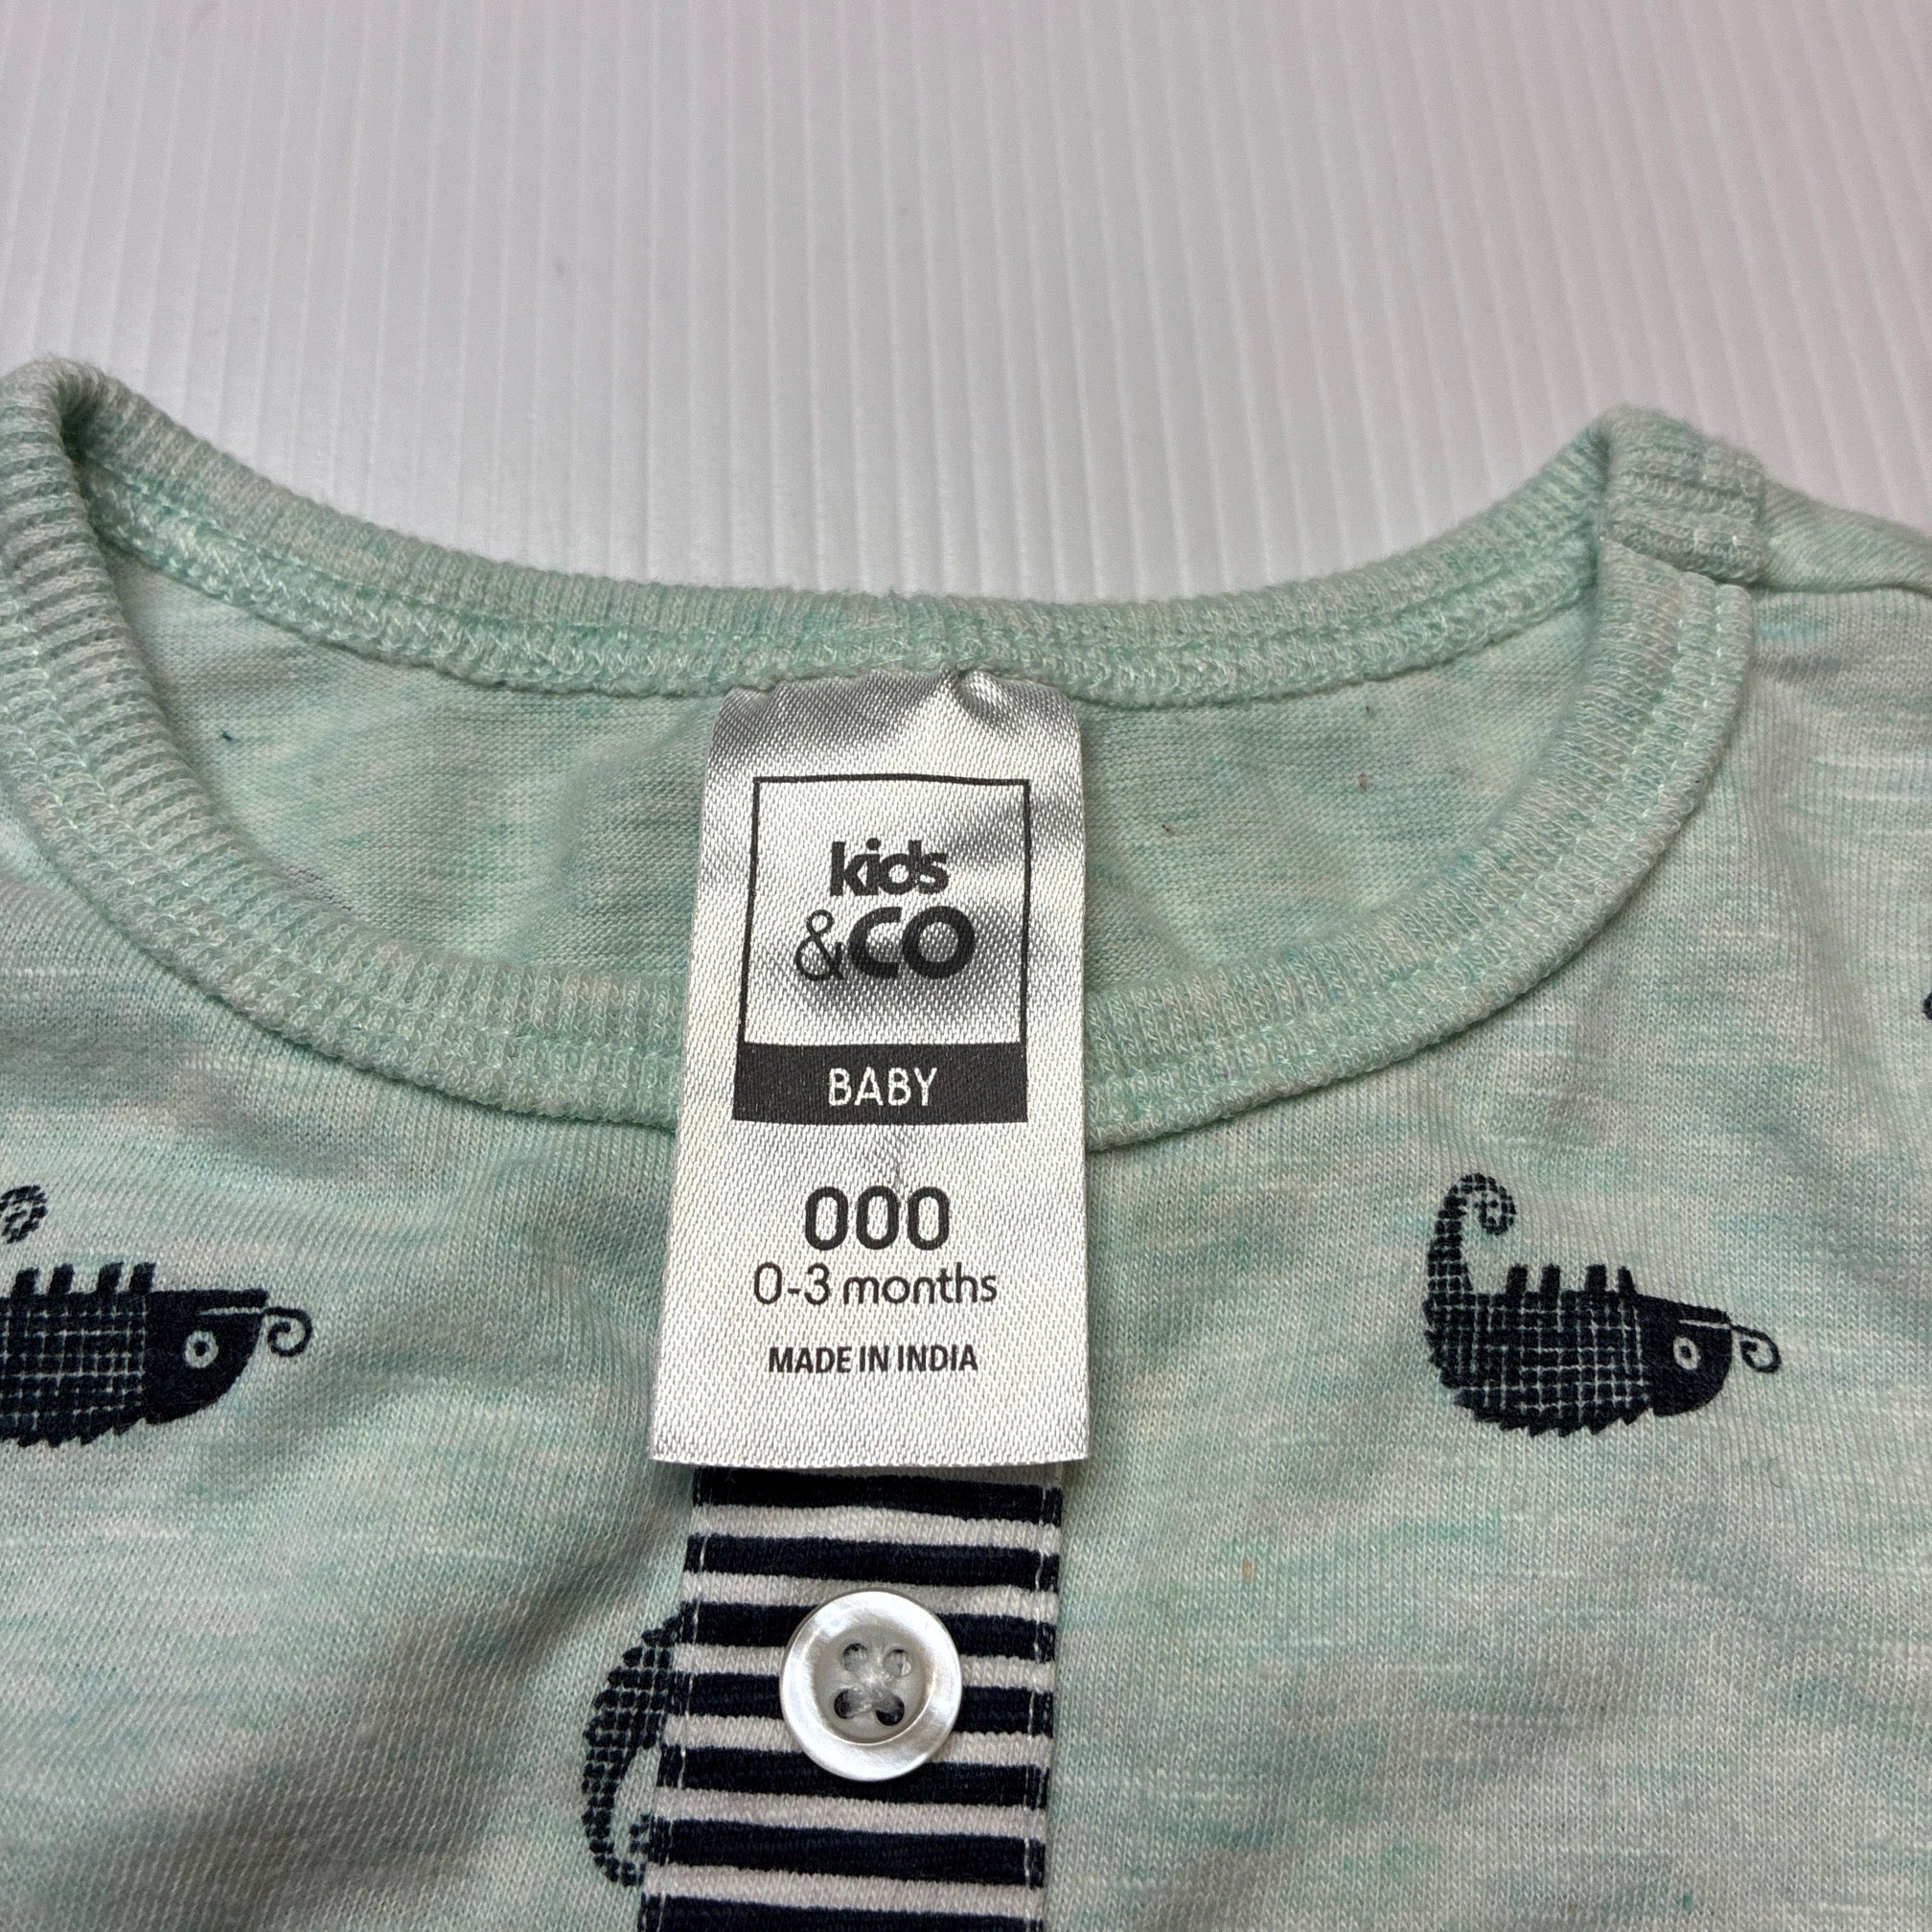 kids
&CO
BABY
000
0-3 months
MADE IN INDIA